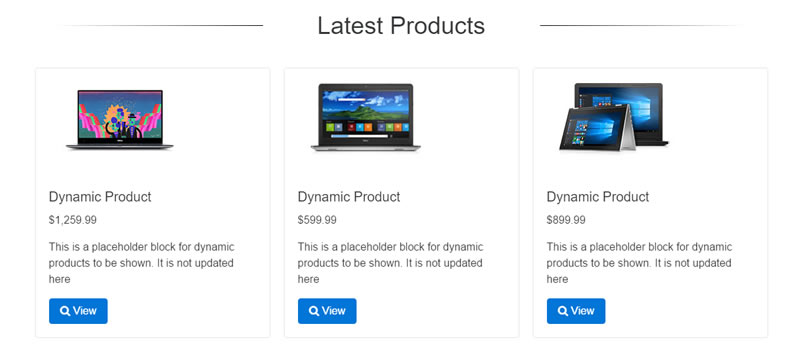 Latest Products
Dynamic Product
$1,259.99
This is a placeholder block for dynamic
products to be shown. It is not updated
here
View
Dynamic Product
$599.99
This is a placeholder block for dynamic
products to be shown. It is not updated
here
View
Dynamic Product
$899.99
This is a placeholder block for dynamic
products to be shown. It is not updated
here
View